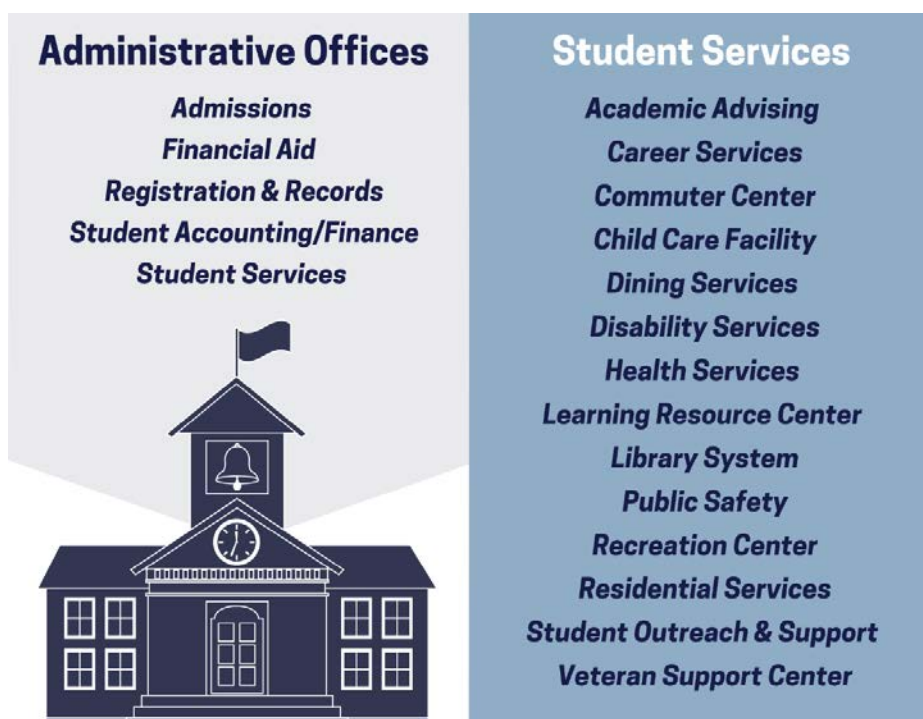 Administrative Offices
Admissions
Financial Aid
Registration & Records
Student Accounting/Finance
Student Services
Student Services
Academic Advising
Career Services
Commuter Center
Child Care Facility
Dining Services
Disability Services
Health Services
Learning Resource Center
Library System
Public Safety
Recreation Center
Residential Services
Student Outreach & Support
Veteran Support Center